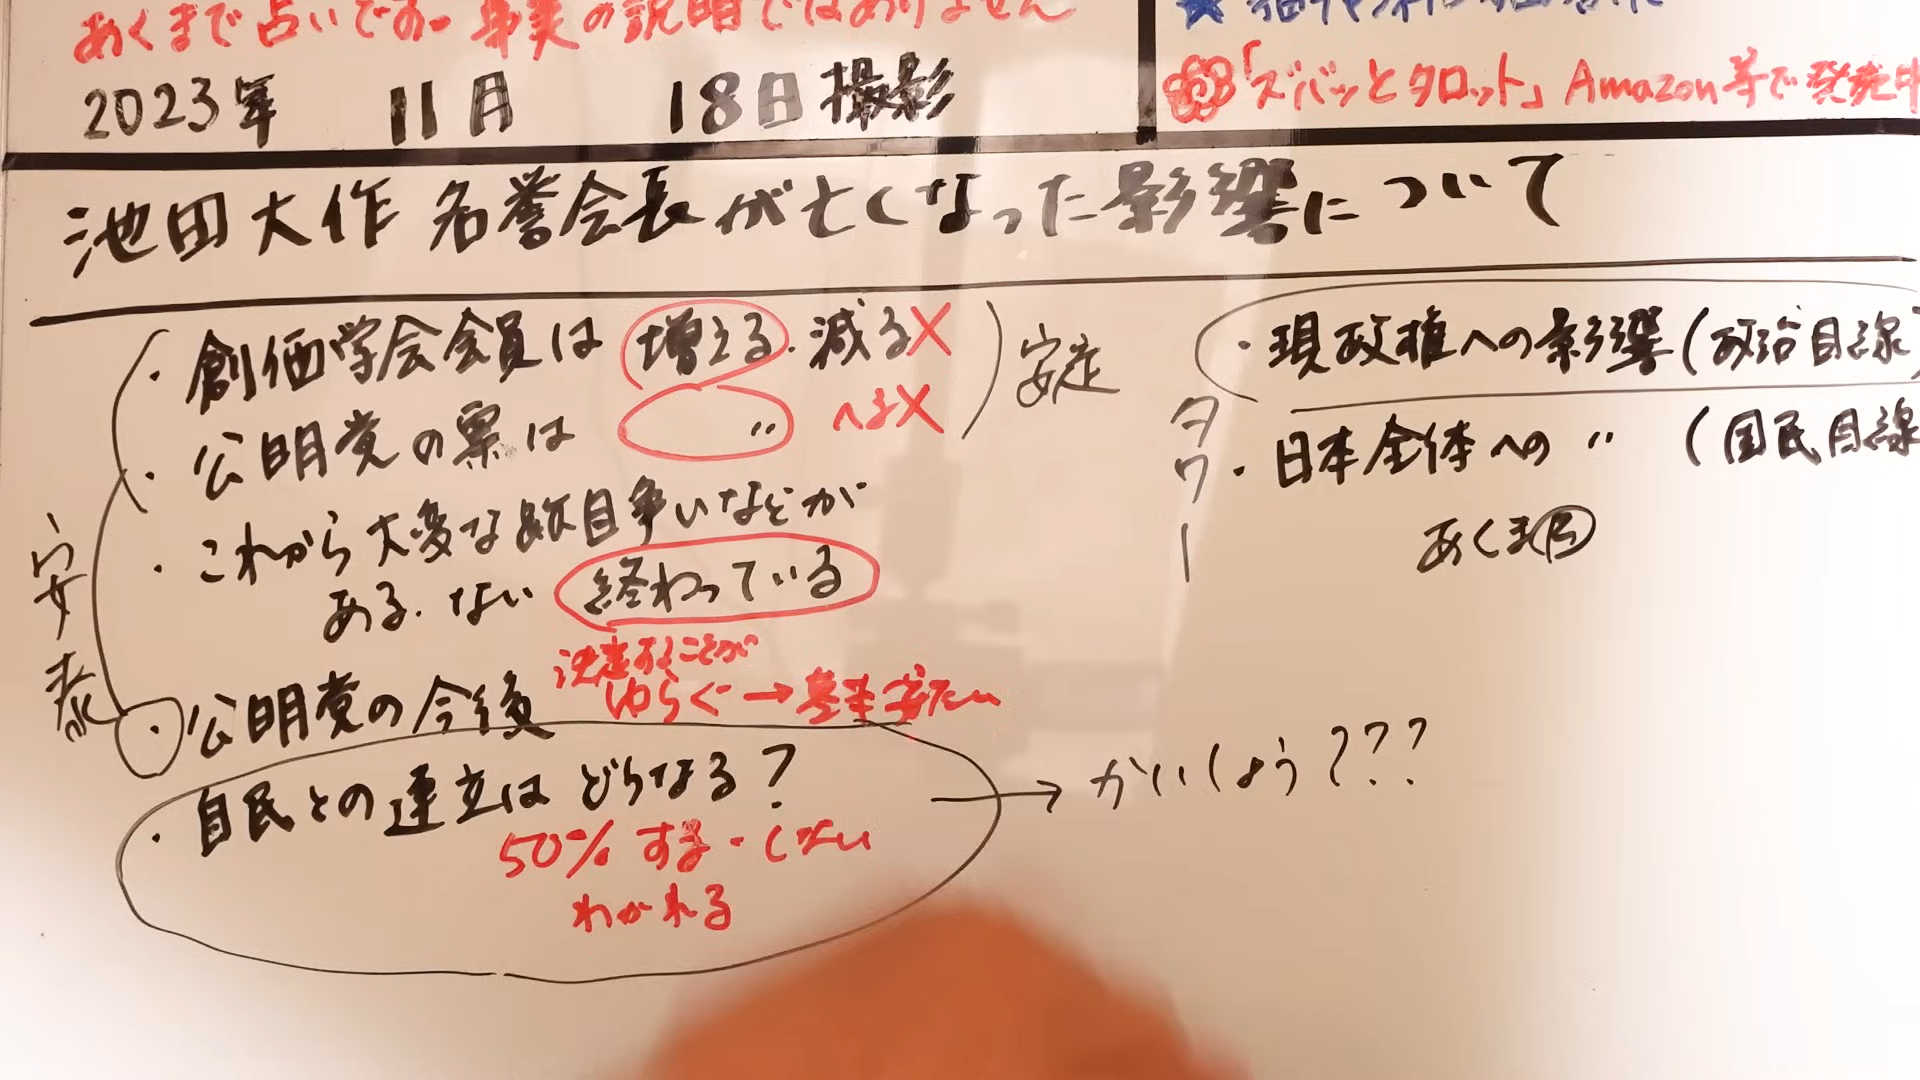 あくまで占いです。事実の説明ではありません
2023年 11月 18日 撮影
「ズバッとタロット」Amazon等で発売中
池田大作 名誉会長が亡くなった影響について
・創価学会会員は 増える・減る×
・公明党の票は 〃 へる×
安定
・これから大変な跡目争いなどが
ある・ない 終わっている
決定することが
ゆらぐ→基本安たい
・公明党の今後
安泰
・自民との連立は どうなる?
50% する・しない
わかれる
→ かいしょう???
・現政権への影響(政治目線)
・日本全体への 〃 (国民目線
タワー
あくま⑮